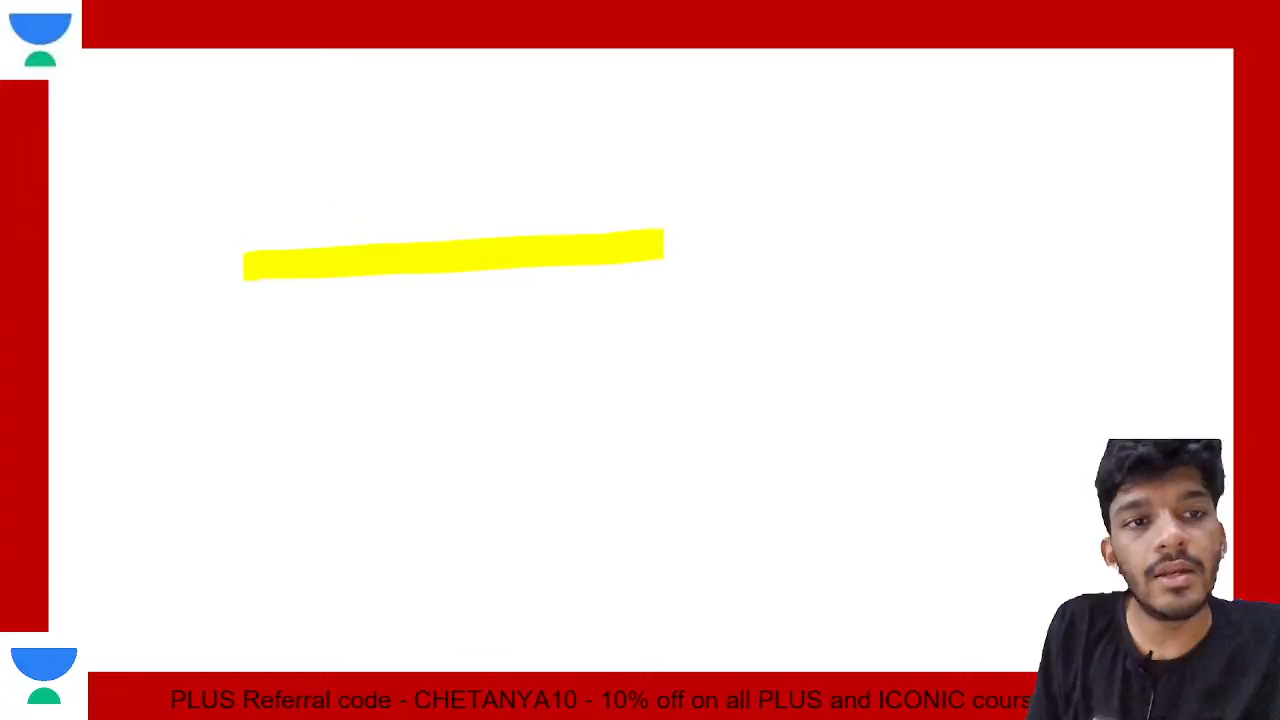 PLUS Referral code - CHETANYA10 - 10% off on all PLUS and ICONIC cours